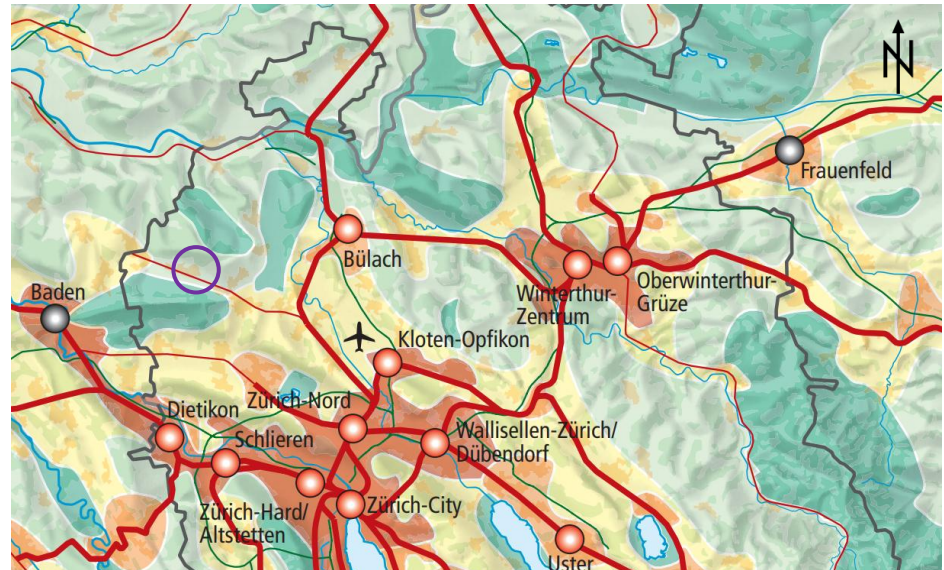 N
Frauenfeld
Bülach
Oberwinterthur-
Grüze
Winterthur-
Zentrum
Baden
Kloten-Opfikon
Zürich-Nord
Dietikon
Schlieren
Wallisellen-Zürich/
Dübendorf
Zürich-Hard/
Altstetten
Zürich-City
Uster